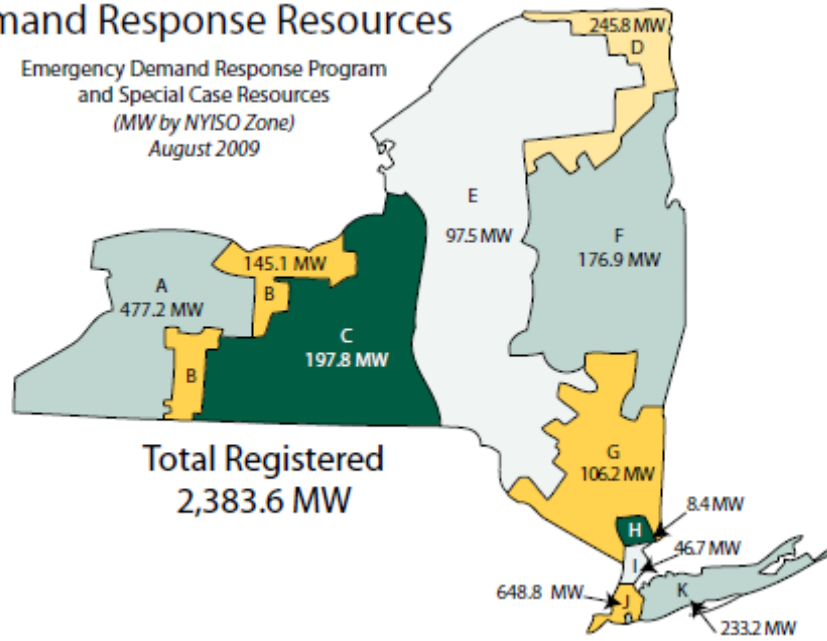 mand Response Resources
Emergency Demand Response Program
and Special Case Resources
(MW by NYISO Zone)
August 2009
245.8 MW
D
E
97.5 MW
F
176.9 MW
145.1 MW
B
A
477.2 MW
C
197.8 MW
B
Total Registered
2,383.6 MW
G
106.2 MW
8.4 MW
H
46.7 MW
I
648.8 MW
J
K
233.2 MW